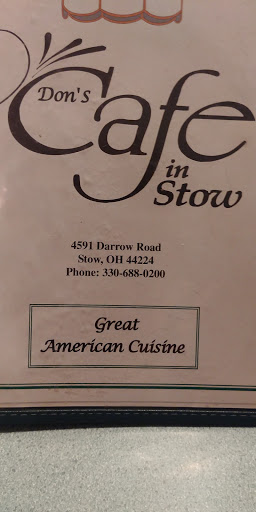 Don's
Cafe
in
Stow
4591 Darrow Road
Stow, OH 44224
Phone: 330-688-0200
Great
American Cuisine